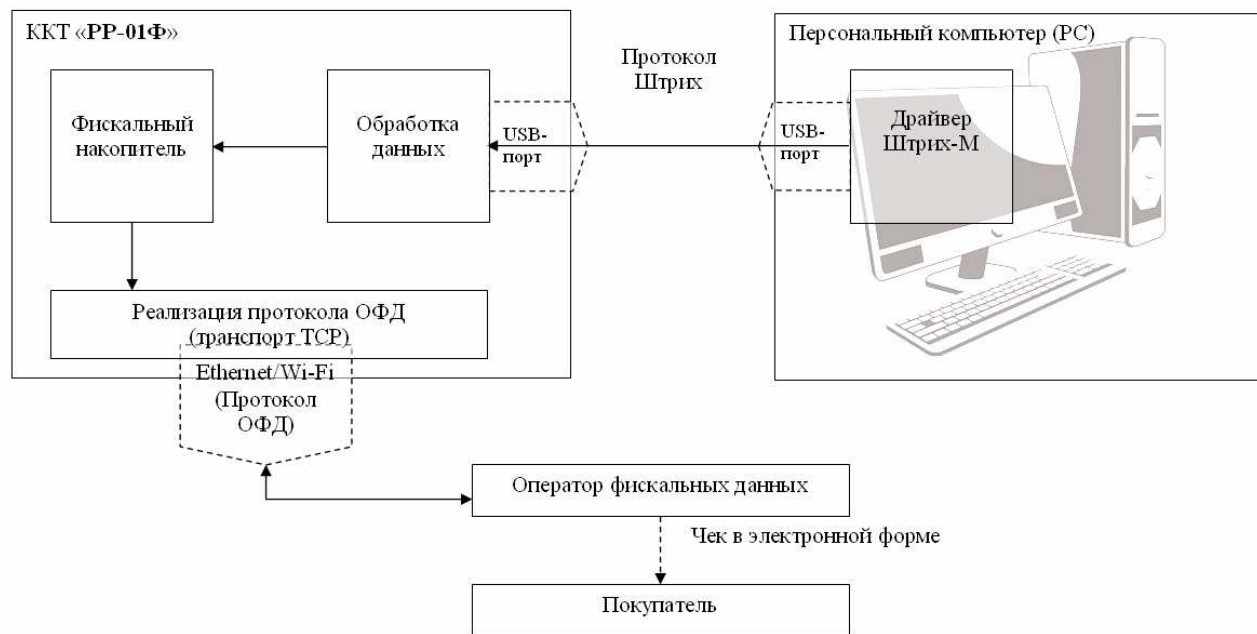 ККТ «РР-01Ф»
Фискальный
накопитель
Обработка
данных
USB-
порт
Протокол
Штрих
Персональный компьютер (PC)
USB-
порт
Драйвер
Штрих-М
Реализация протокола ОФД
(транспорт TCP)
Ethernet/Wi-Fi
(Протокол
ОФД)
Оператор фискальных данных
Чек в электронной форме
Покупатель